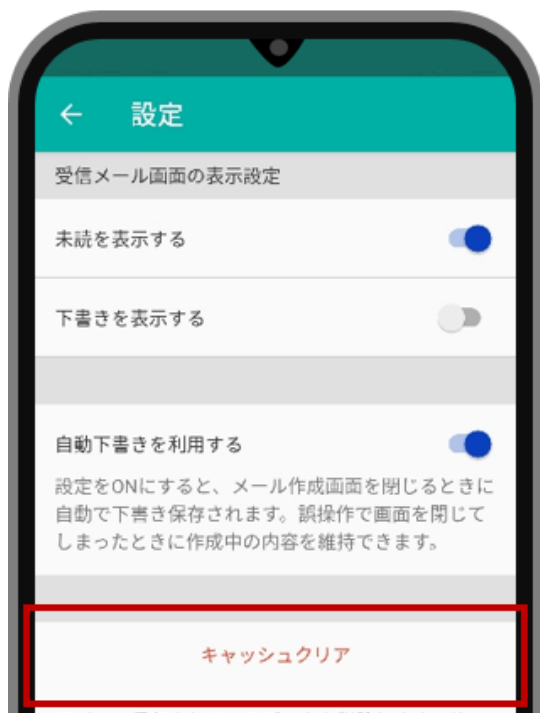 設定
受信メール画面の表示設定
未読を表示する
下書きを表示する
自動下書きを利用する
設定をONにすると、メール作成画面を閉じるときに
自動で下書き保存されます。誤操作で画面を閉じて
しまったときに作成中の内容を維持できます。
キャッシュクリア